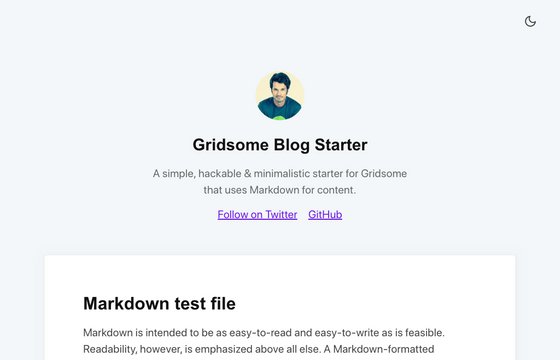 Gridsome Blog Starter
A simple, hackable & minimalistic starter for Gridsome
that uses Markdown for content.
Follow on Twitter GitHub
Markdown test file
Markdown is intended to be as easy-to-read and easy-to-write as is feasible.
Readability, however, is emphasized above all else. A Markdown-formatted